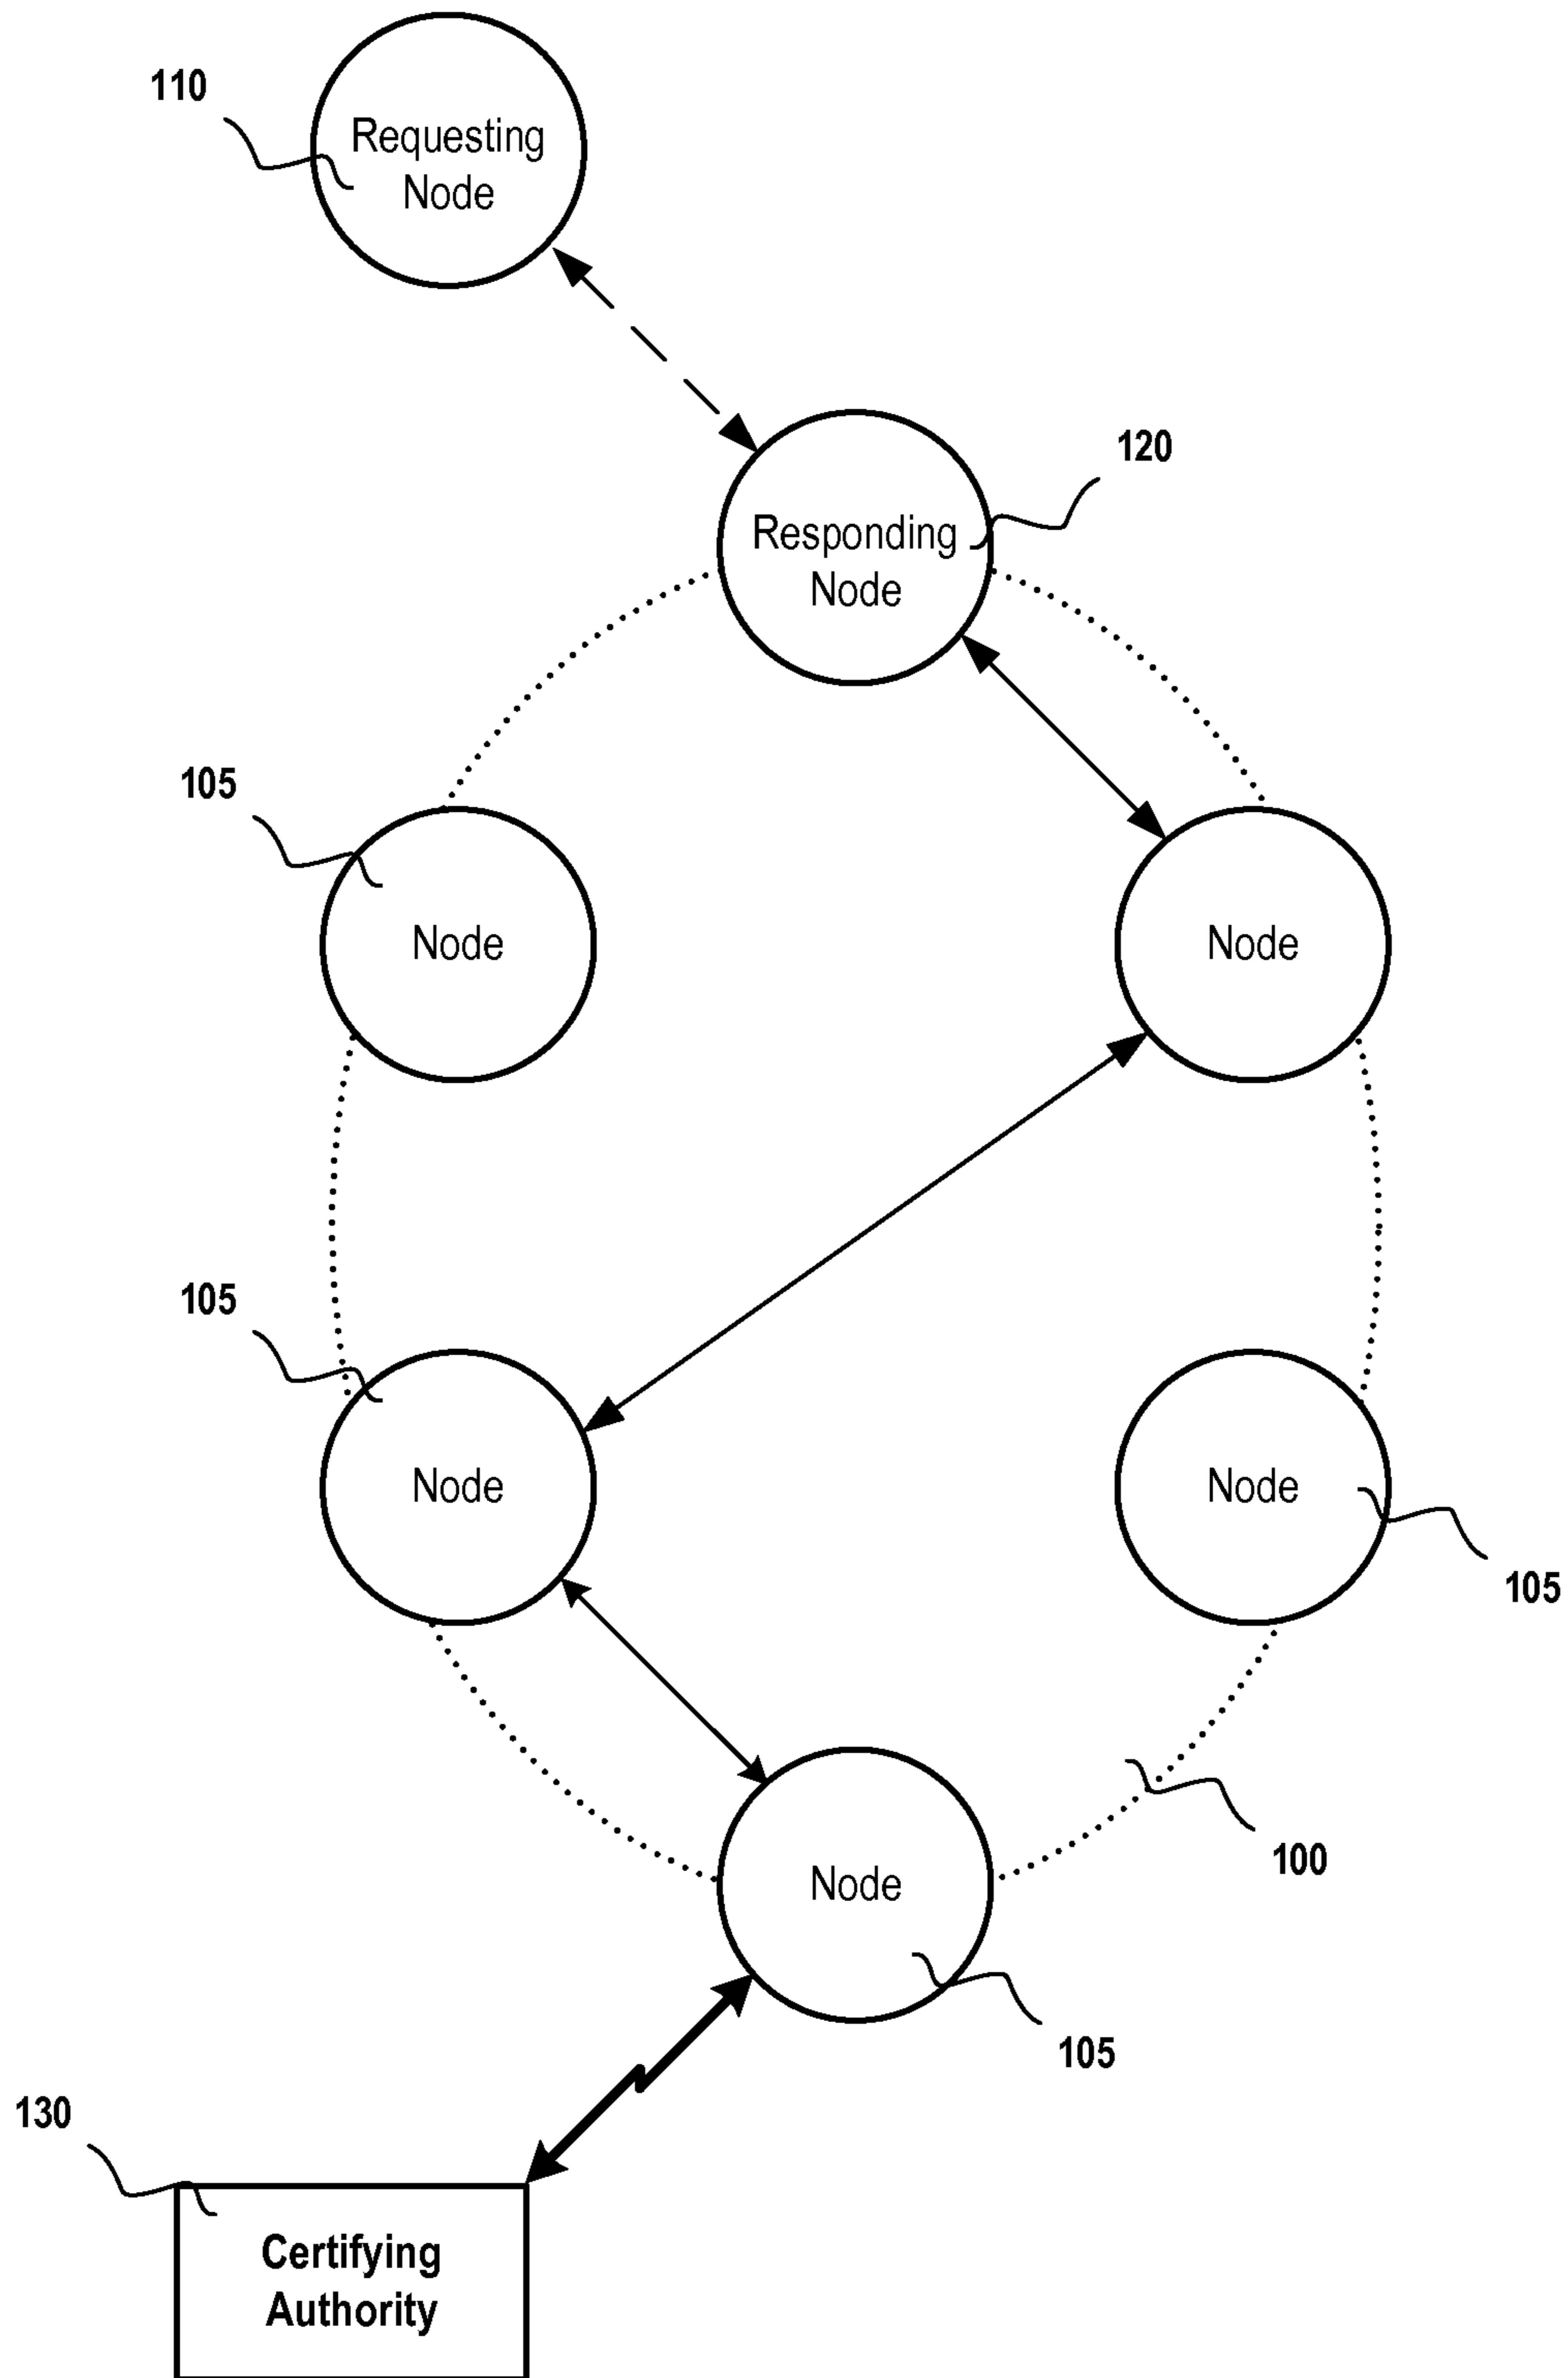 110
Requesting
Node
120
Responding
Node
105
Node
Node
105
Node
Node
105
100
Node
105
130
Certifying
Authority